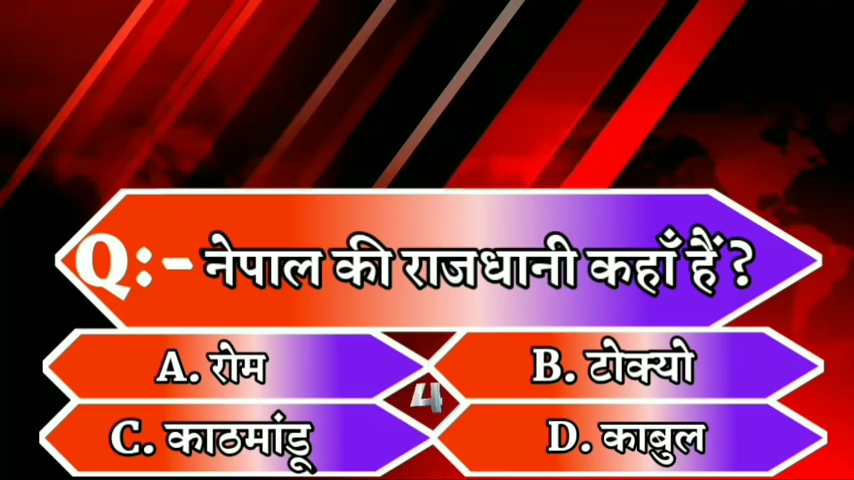 Q:- नेपाल की राजधानी कहाँ हैं ?
A. रोम
B. टोक्यो
4
C. काठमांडू
D. काबुल